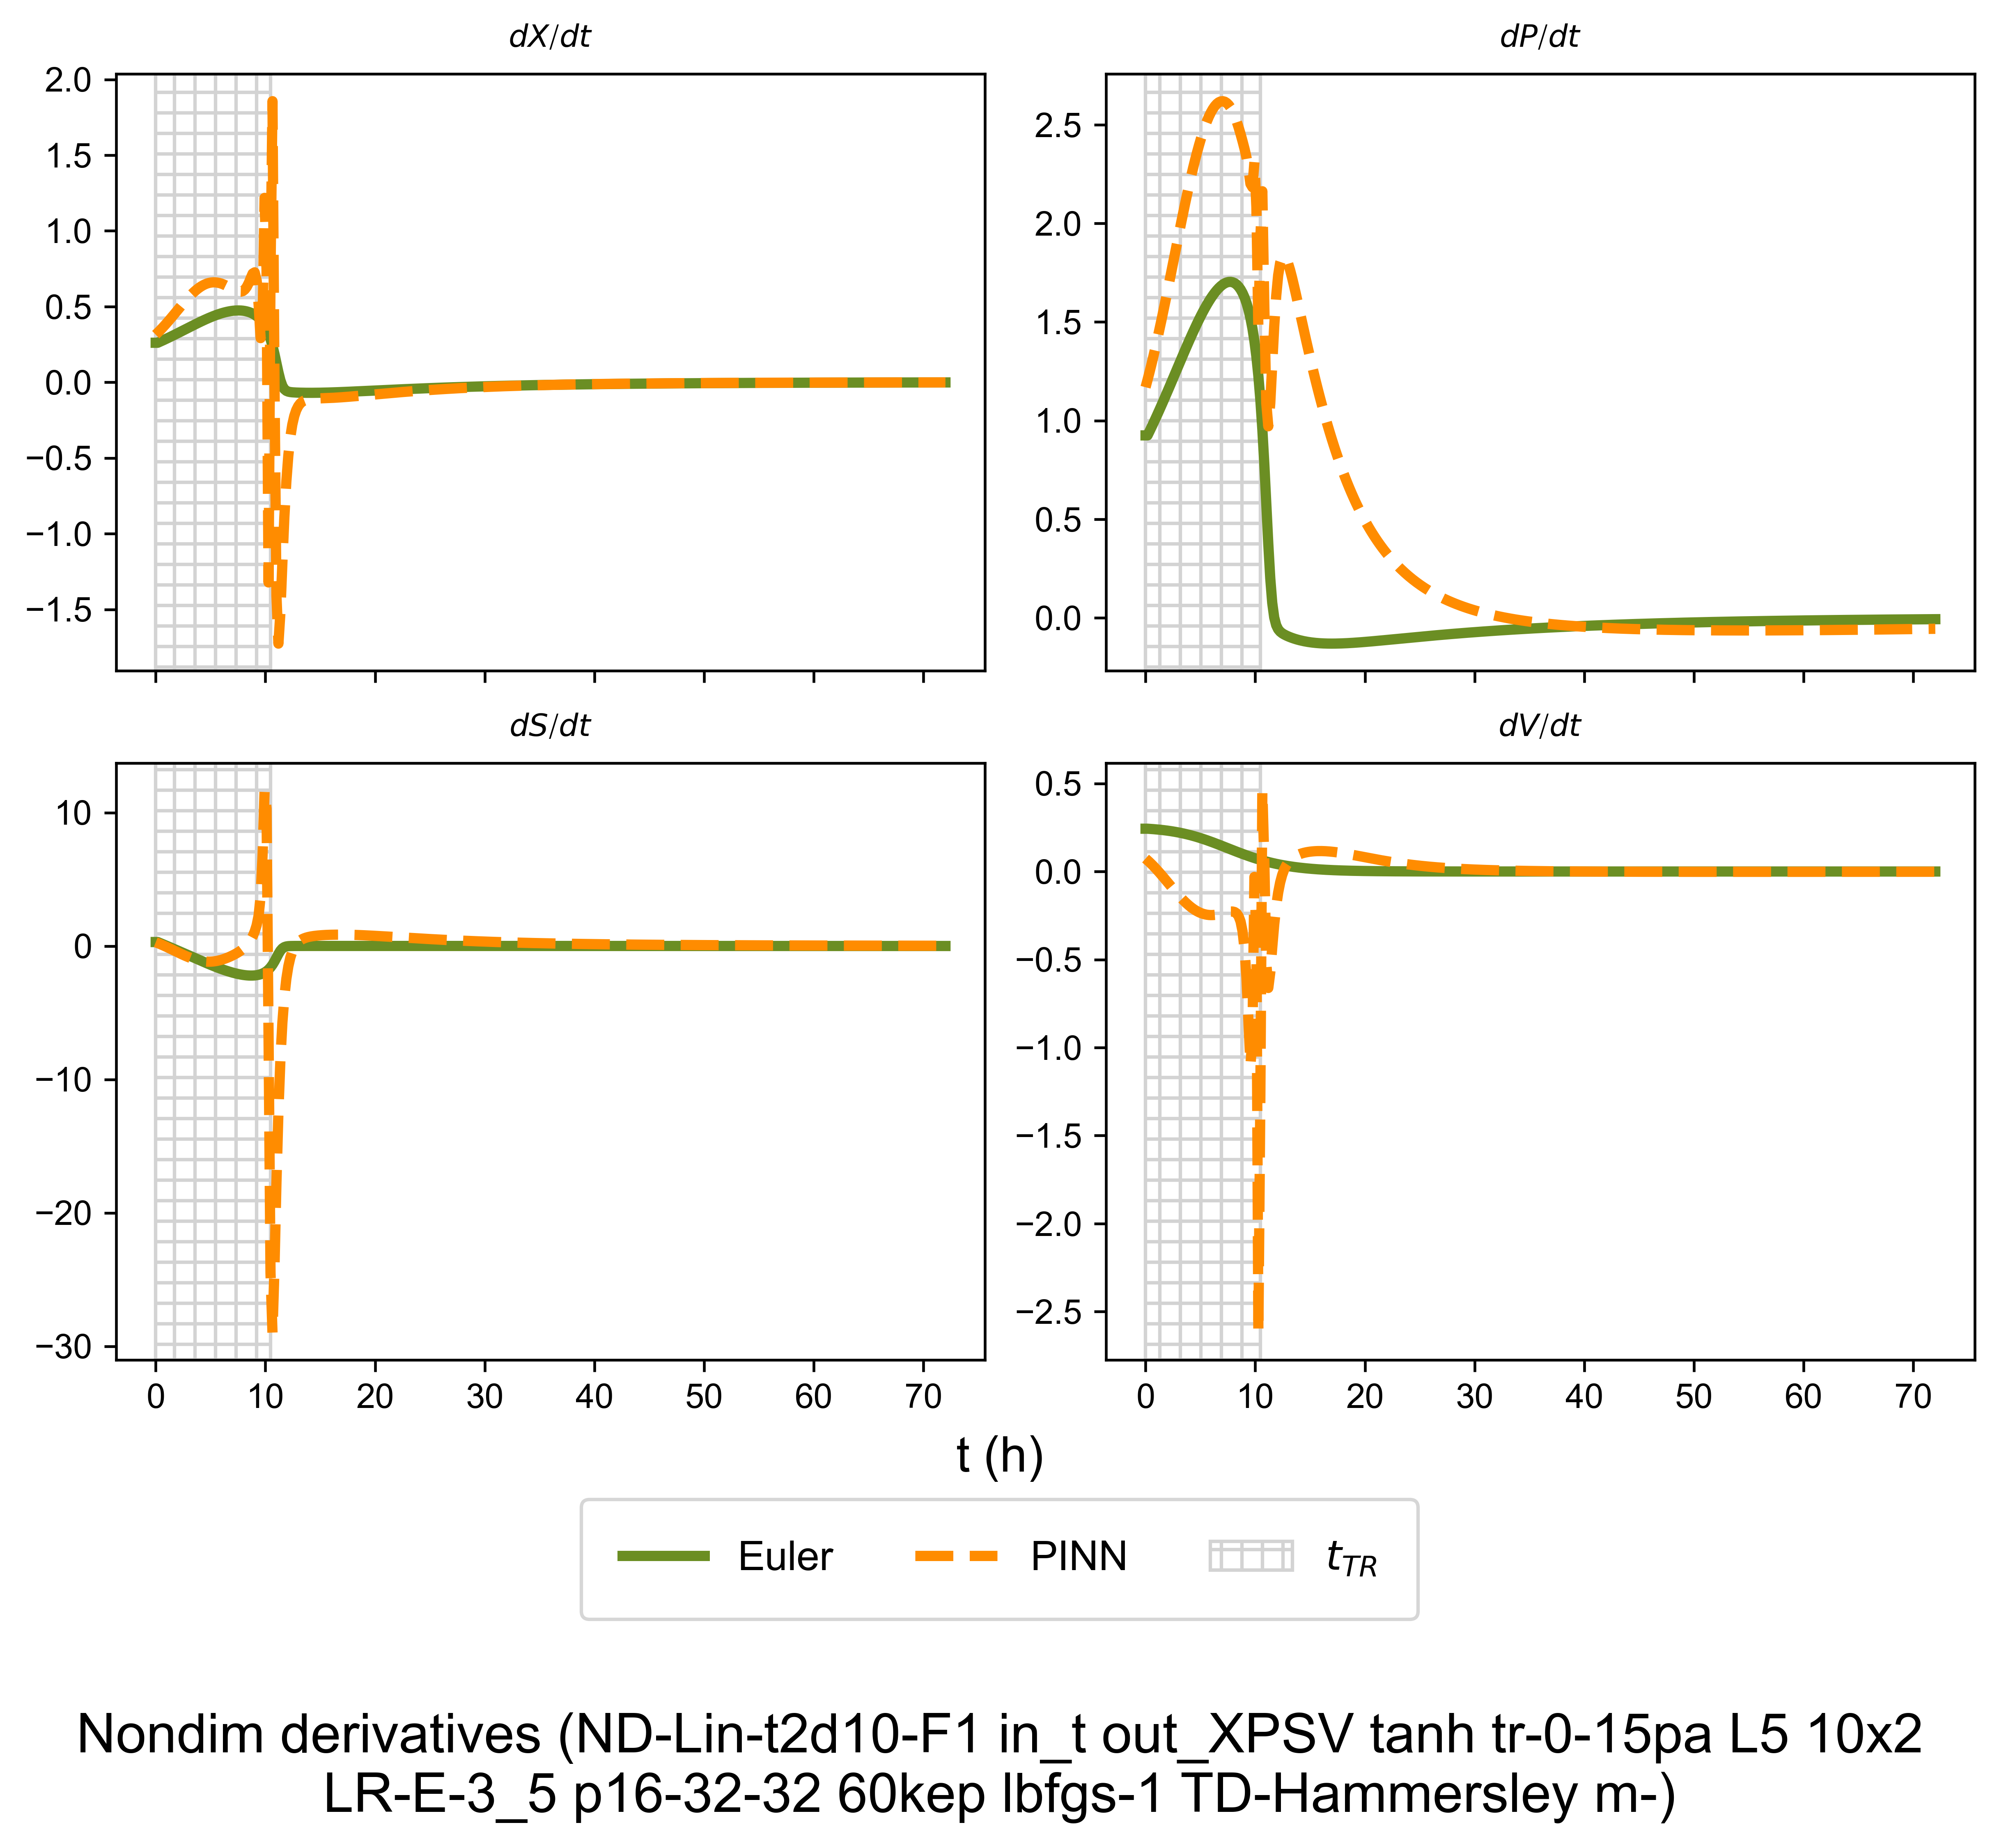 dX/dt
dP/dt
2.0
1.5
1.0
0.5
0.0
−0.5
−1.0
−1.5
2.5
2.0
1.5
1.0
0.5
0.0
dS/dt
dV/dt
10
0
−10
−20
−30
0 10 20 30 40 50 60 70
0.5
0.0
−0.5
−1.0
−1.5
−2.0
−2.5
0 10 20 30 40 50 60 70
t (h)
Euler PINN t_TR
Nondim derivatives (ND-Lin-t2d10-F1 in_t out_XPSV tanh tr-0-15pa L5 10x2
LR-E-3_5 p16-32-32 60kep lbfgs-1 TD-Hammersley m-)